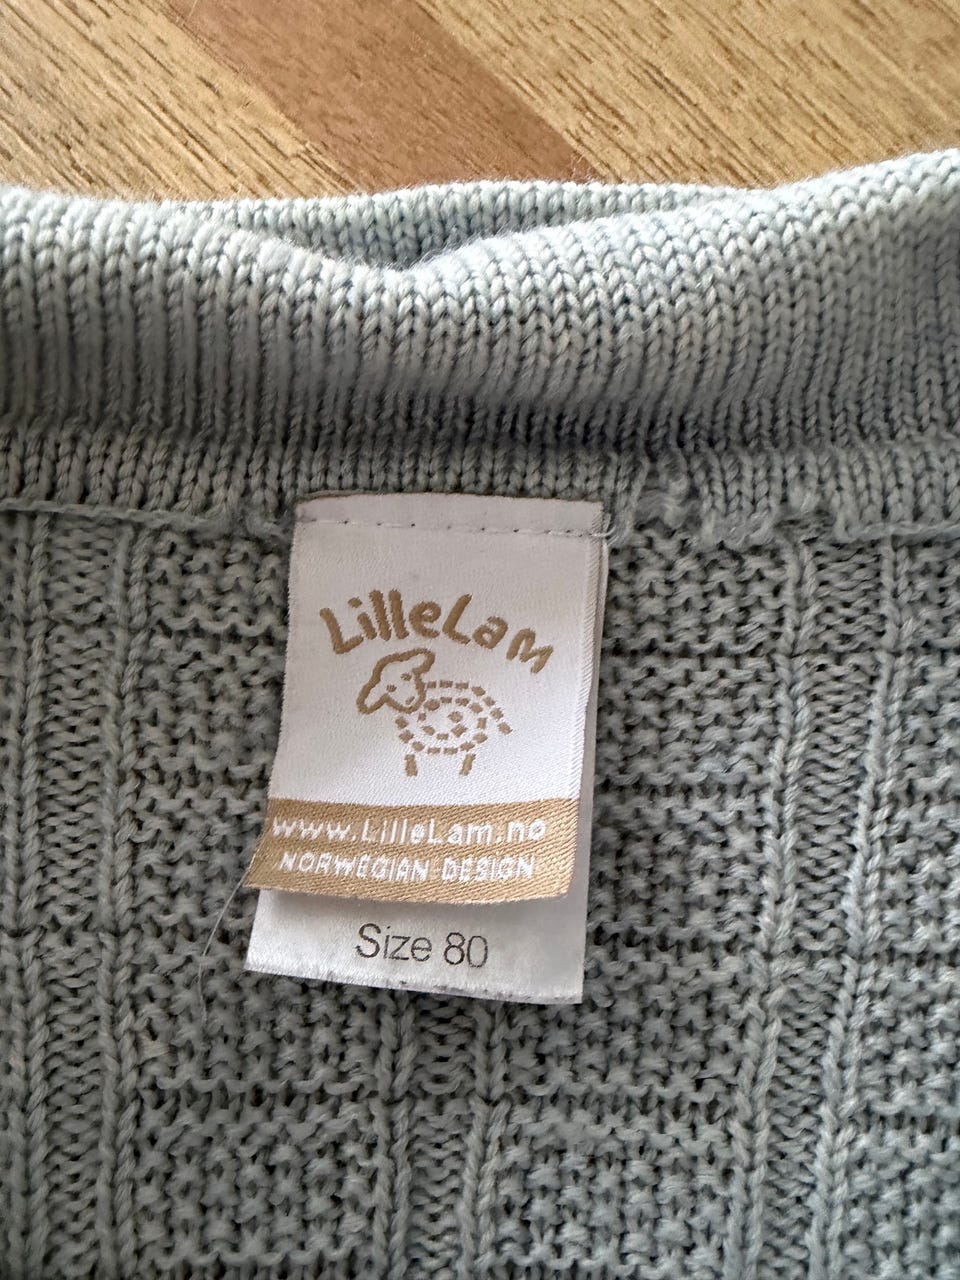 LilleLam
www.LilleLam.no
NORWEGIAN DESIGN
Size 80